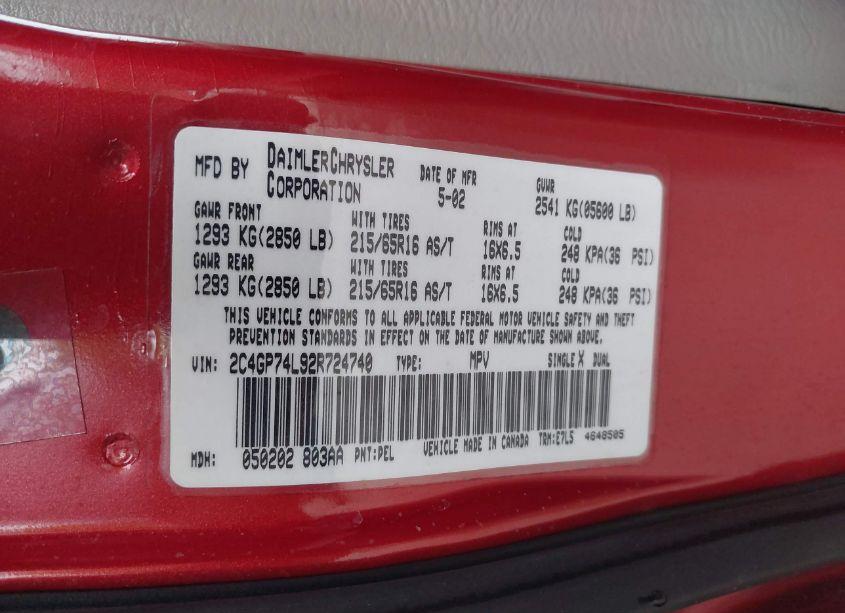 MFD BY DAIMLERCHRYSLER CORPORATION DATE OF MFR 5-02 GVWR 2541 KG(05600 LB)
GAWR FRONT WITH TIRES RIMS AT COLD
1293 KG(2850 LB) 215/65R16 AS/T 16X6.5 248 KPA(36 PSI)
GAWR REAR WITH TIRES RIMS AT COLD
1293 KG(2850 LB) 215/65R16 AS/T 16X6.5 248 KPA(36 PSI)
THIS VEHICLE CONFORMS TO ALL APPLICABLE FEDERAL MOTOR VEHICLE SAFETY AND THEFT
PREVENTION STANDARDS IN EFFECT ON THE DATE OF MANUFACTURE SHOWN ABOVE.
VIN: 2C4GP74L92R724740 TYPE: MPV SINGLE X DUAL
MDH: 050202 803AA PNT:PEL VEHICLE MADE IN CANADA TRM:E7L5 4648505